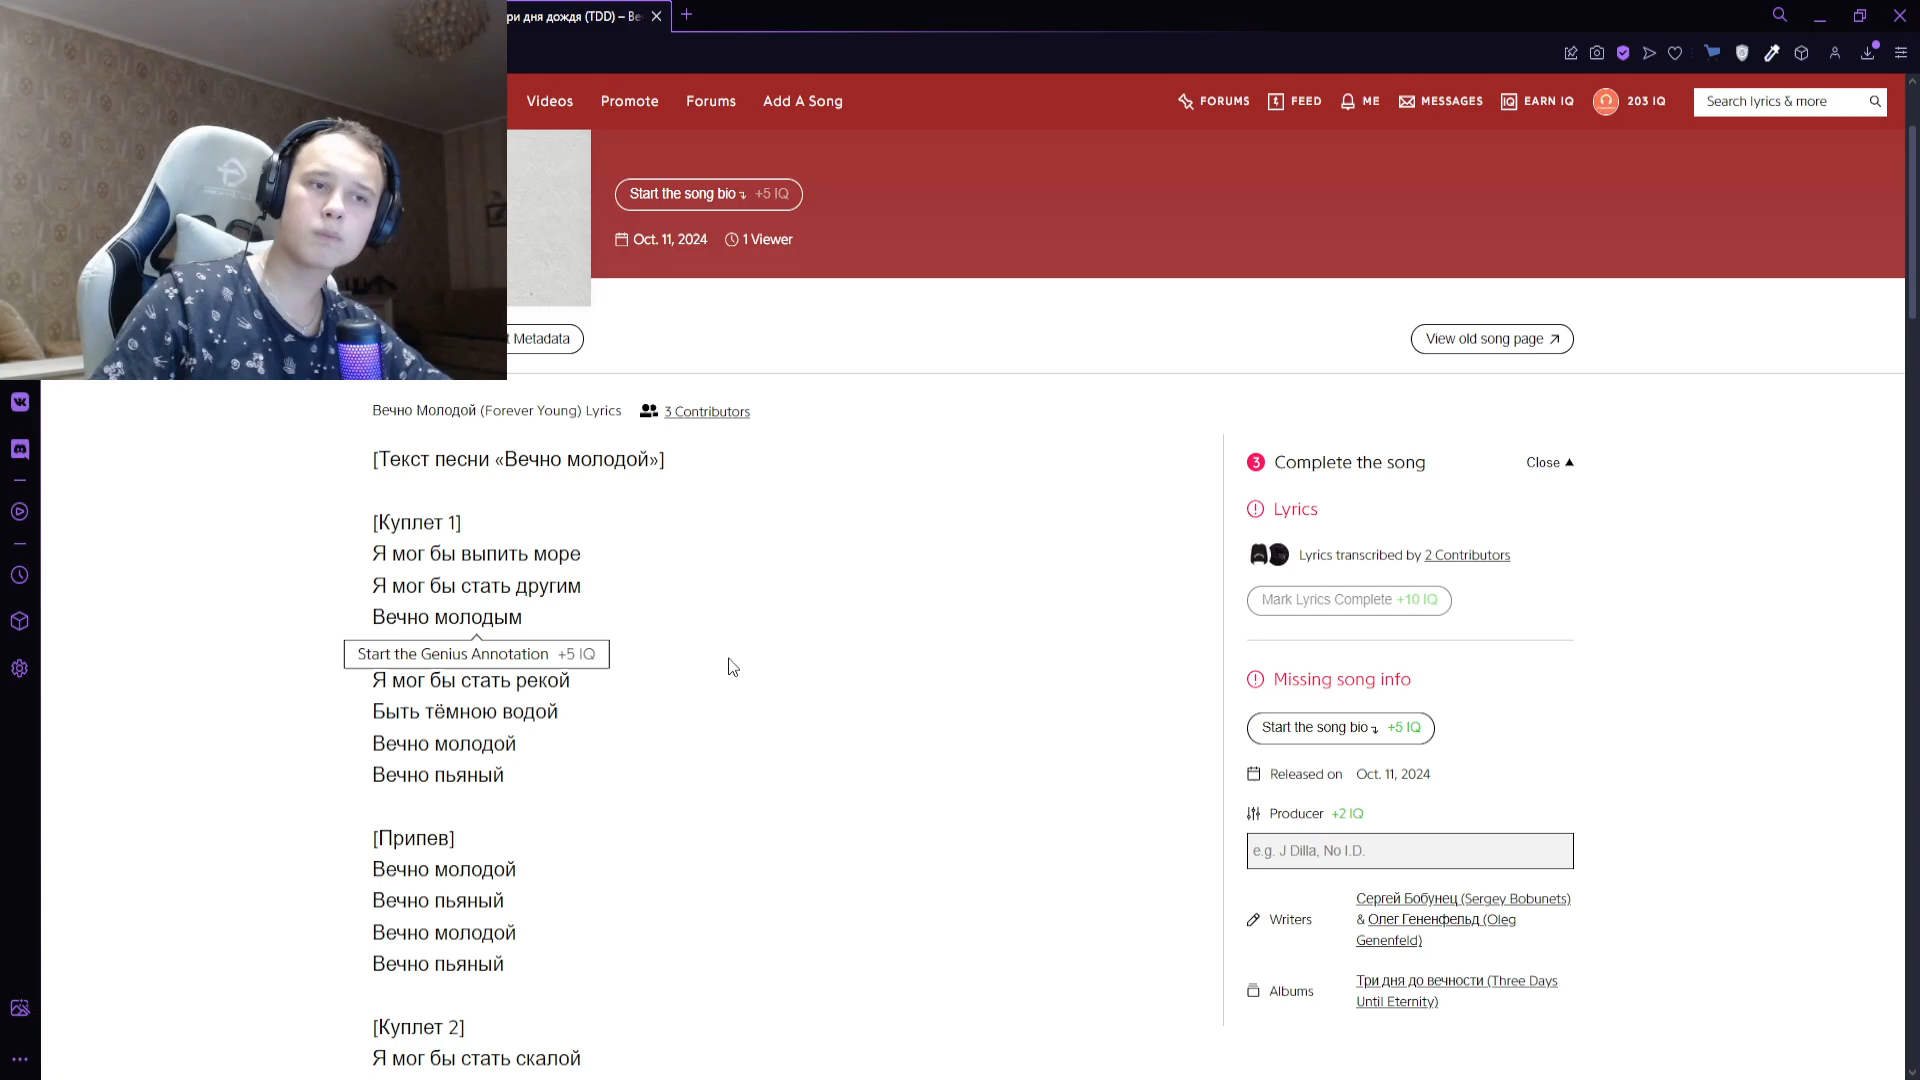 ри дня дождя (TDD) – Ве
Videos
Promote
Forums
Add A Song
FORUMS
FEED
ME
MESSAGES
EARN IQ
203 IQ
Search lyrics & more
Start the song bio +5 IQ
Oct. 11, 2024
1 Viewer
t Metadata
View old song page
Вечно Молодой (Forever Young) Lyrics
3 Contributors
[Текст песни «Вечно молодой»]
[Куплет 1]
Я мог бы выпить море
Я мог бы стать другим
Вечно молодым
Start the Genius Annotation +5 IQ
Я мог бы стать рекой
Быть тёмною водой
Вечно молодой
Вечно пьяный
[Припев]
Вечно молодой
Вечно пьяный
Вечно молодой
Вечно пьяный
[Куплет 2]
Я мог бы стать скалой
3 Complete the song
Close
Lyrics
Lyrics transcribed by 2 Contributors
Mark Lyrics Complete +10 IQ
Missing song info
Start the song bio +5 IQ
Released on Oct. 11, 2024
Producer +2 IQ
e.g. J Dilla, No I.D.
Writers
Сергей Бобунец (Sergey Bobunets)
& Олег Гененфельд (Oleg
Genenfeld)
Albums
Три дня до вечности (Three Days
Until Eternity)